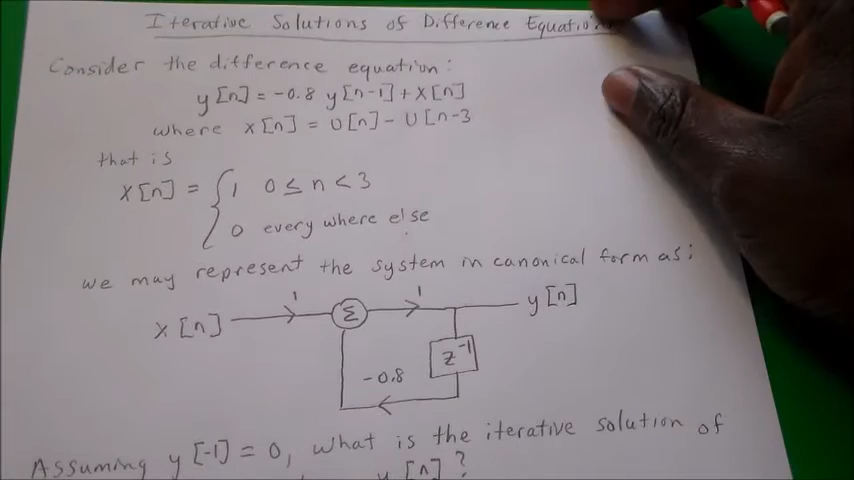 Iterative Solutions of Difference Equation
Consider the difference equation:
y[n] = -0.8 y[n-1] + x[n]
where x[n] = U[n] - U[n-3
that is
x[n] = { 1 0 ≤ n < 3
0 every where else
we may represent the system in canonical form as:
1 1
x[n] Σ y[n]
z⁻¹
-0.8
Assuming y[-1] = 0, what is the iterative solution of
y[n]?